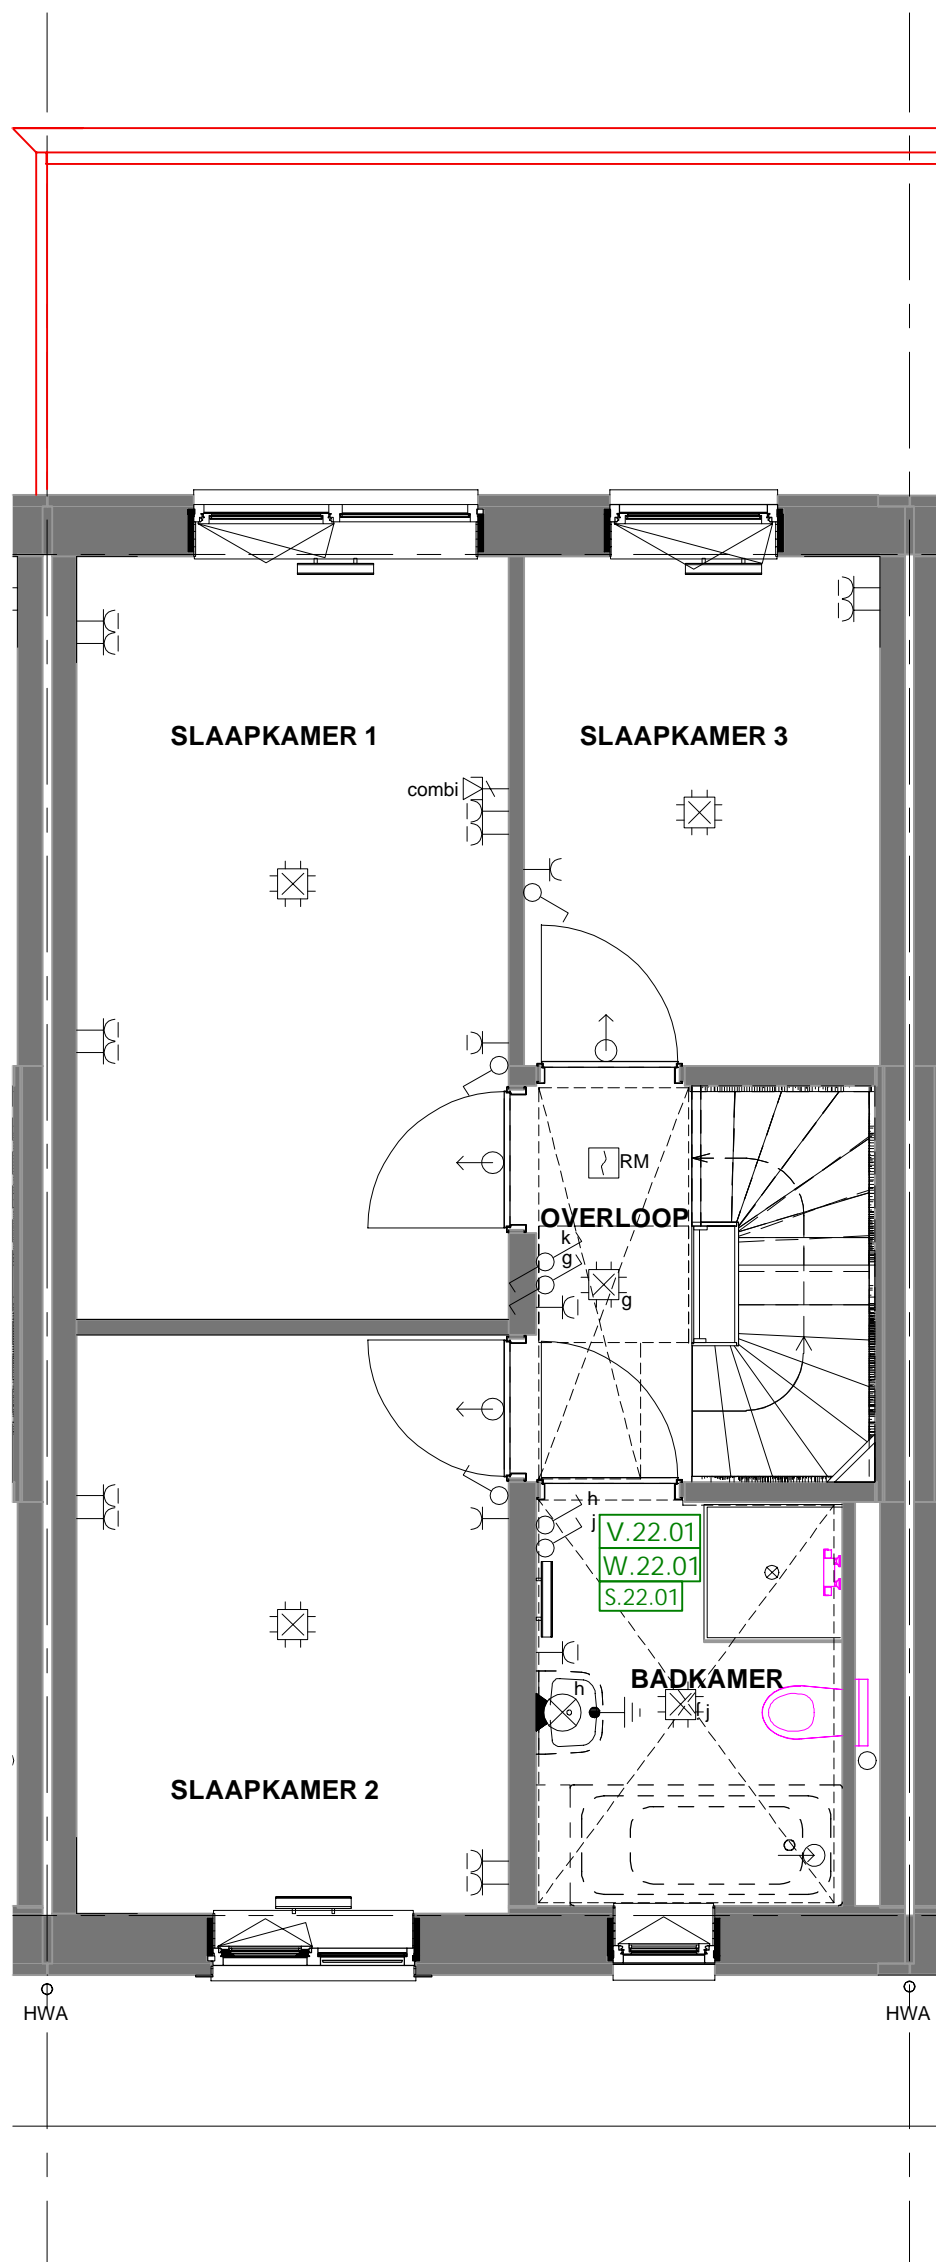 SLAAPKAMER 1
SLAAPKAMER 3
combi
RM
OVERLOOP
k
g
g
h
j
V.22.01
W.22.01
S.22.01
BADKAMER
h
j
SLAAPKAMER 2
HWA
HWA